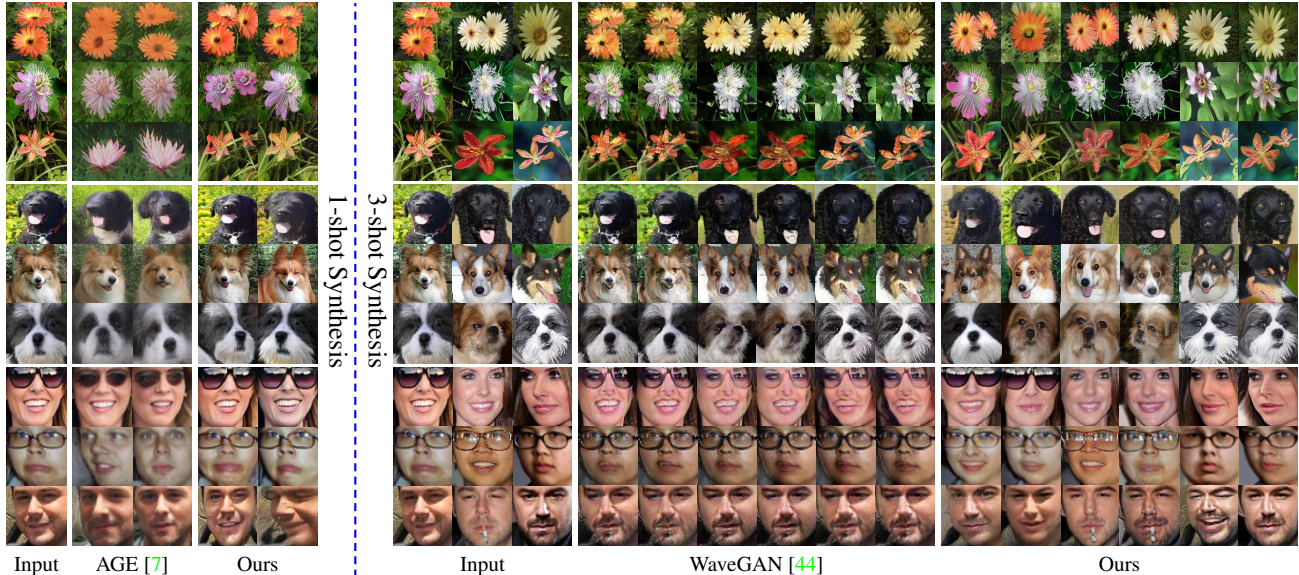 1-shot Synthesis
3-shot Synthesis
Input
AGE [7]
Ours
Input
WaveGAN [44]
Ours